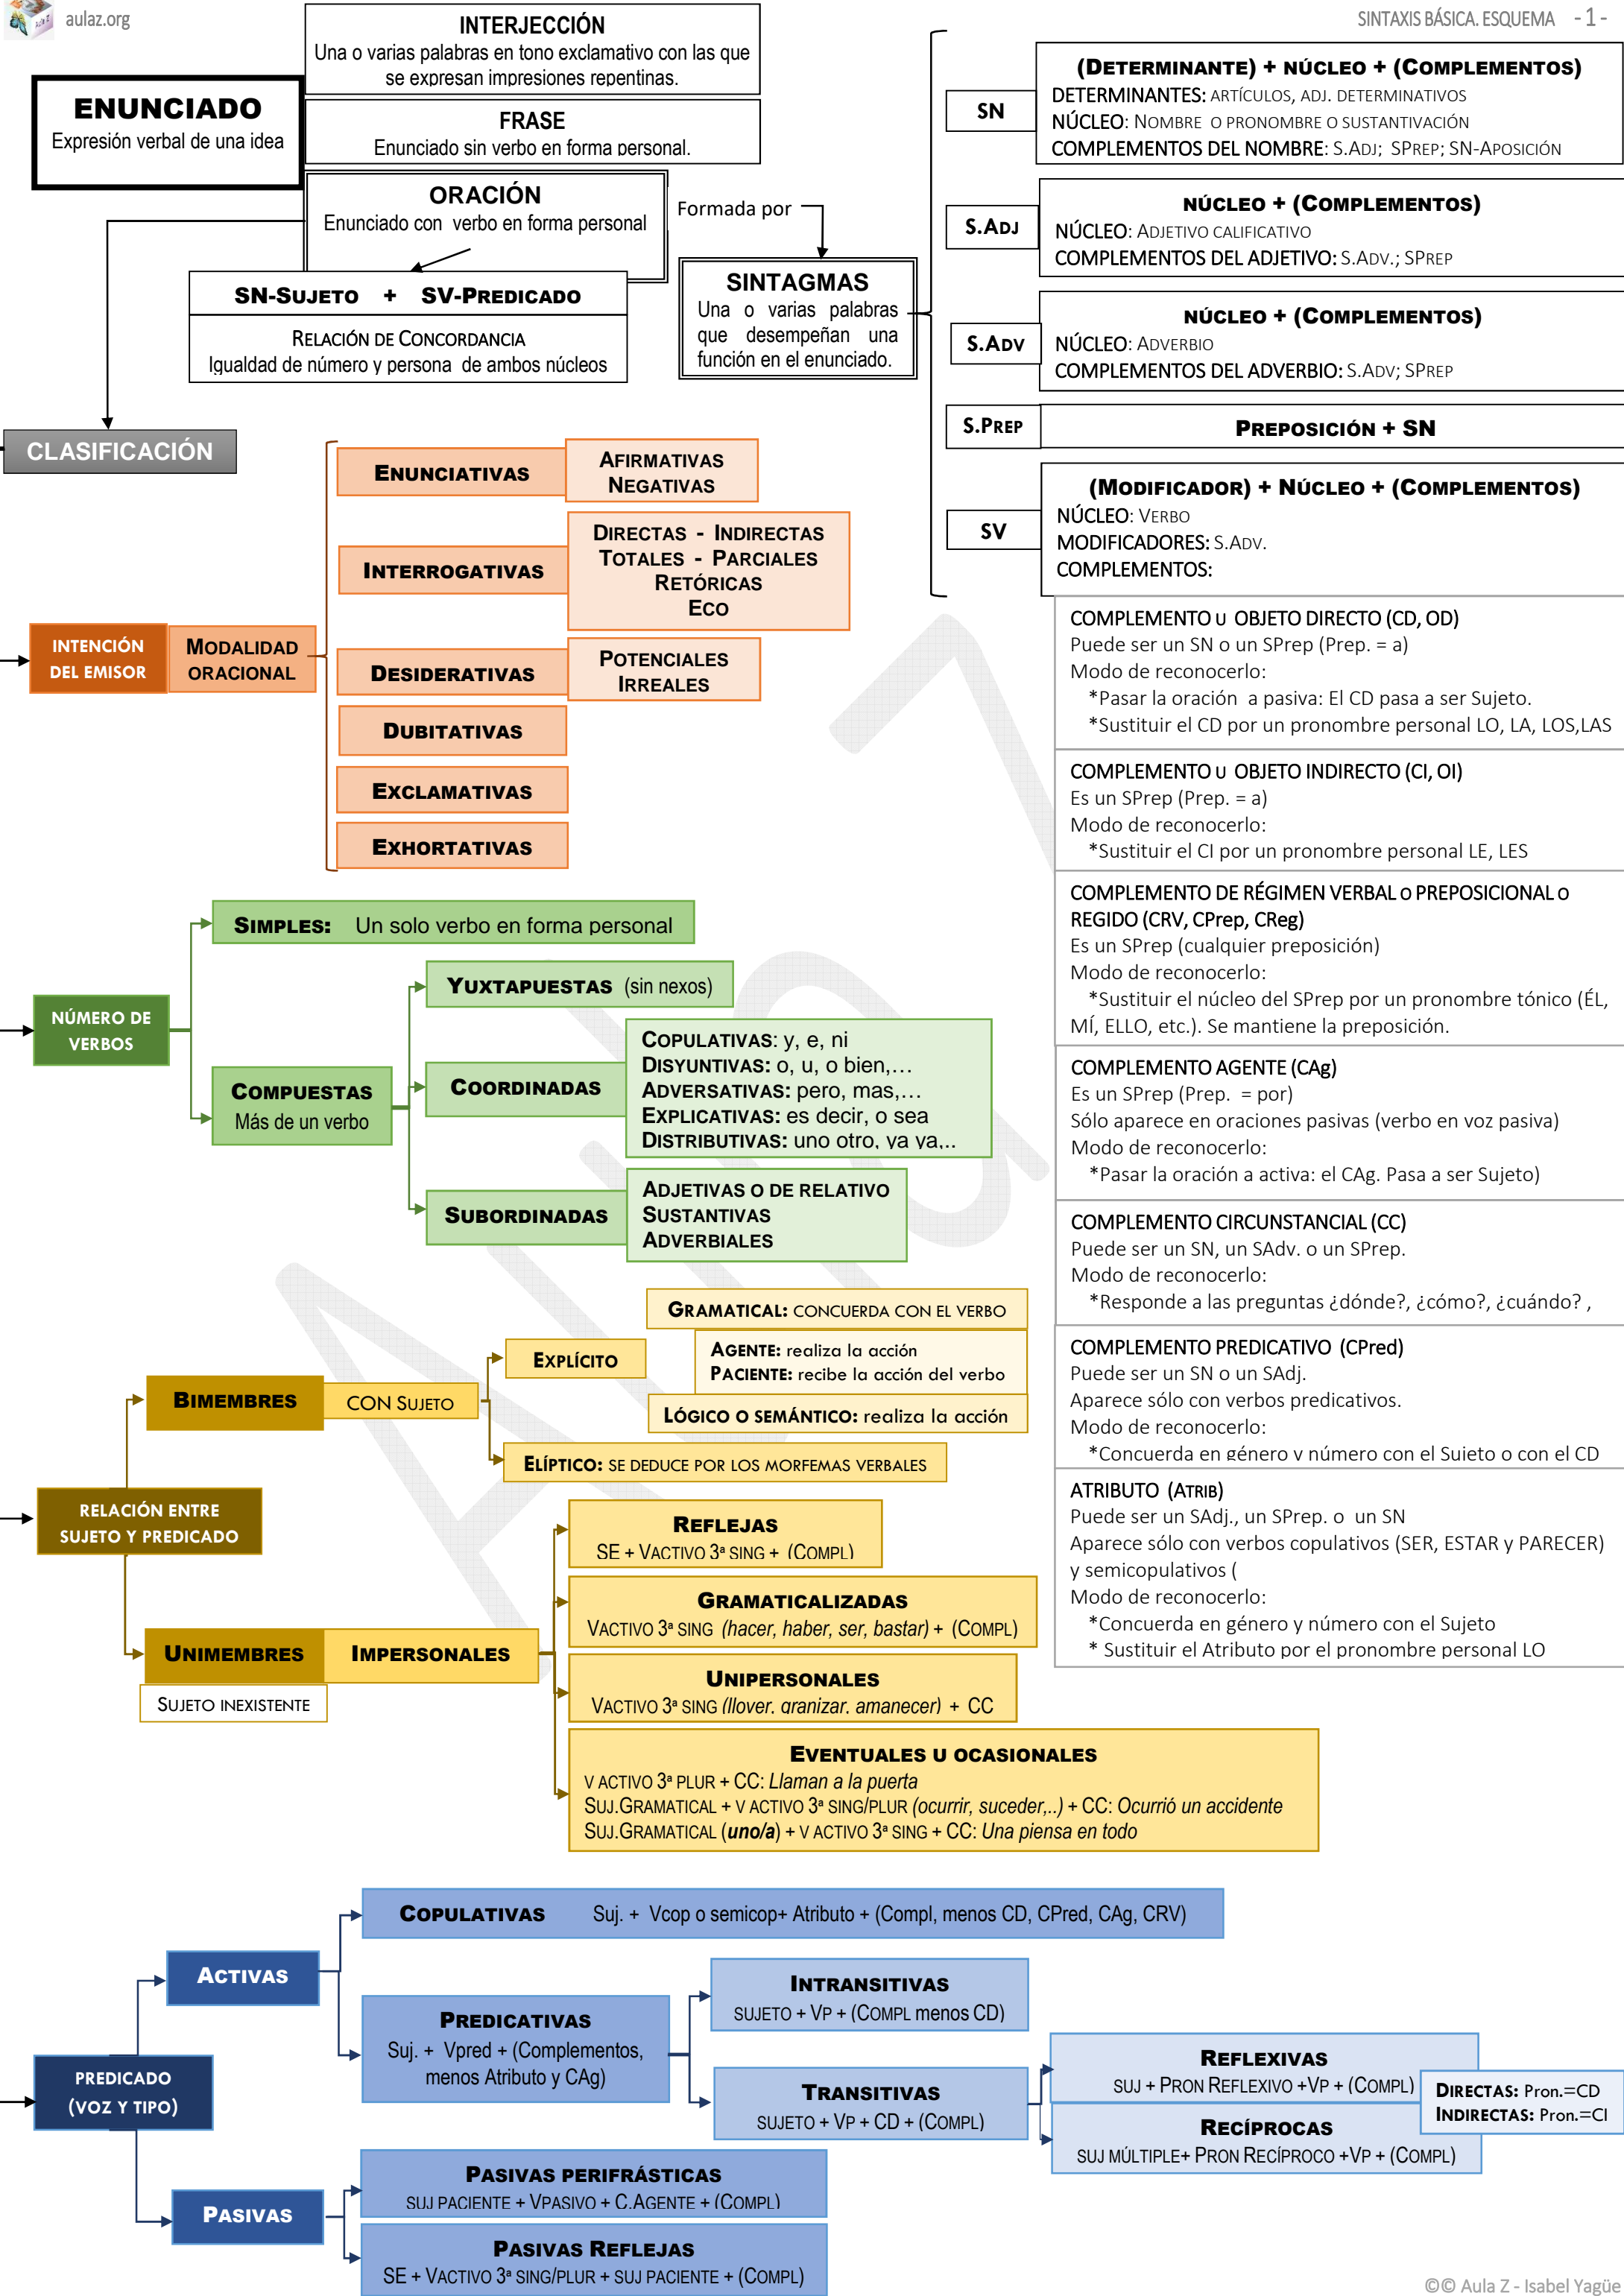 aulaz.org
SINTAXIS BÁSICA. ESQUEMA - 1 -
INTERJECCIÓN
Una o varias palabras en tono exclamativo con las que
se expresan impresiones repentinas.
ENUNCIADO
Expresión verbal de una idea
FRASE
Enunciado sin verbo en forma personal.
ORACIÓN
Enunciado con verbo en forma personal
Formada por
SN-SUJETO + SV-PREDICADO
RELACIÓN DE CONCORDANCIA
Igualdad de número y persona de ambos núcleos
SINTAGMAS
Una o varias palabras
que desempeñan una
función en el enunciado.
SN
(DETERMINANTE) + NÚCLEO + (COMPLEMENTOS)
DETERMINANTES: ARTÍCULOS, ADJ. DETERMINATIVOS
NÚCLEO: NOMBRE O PRONOMBRE O SUSTANTIVACIÓN
COMPLEMENTOS DEL NOMBRE: S.ADJ; SPREP; SN-APOSICIÓN
S.ADJ
NÚCLEO + (COMPLEMENTOS)
NÚCLEO: ADJETIVO CALIFICATIVO
COMPLEMENTOS DEL ADJETIVO: S.ADV.; SPREP
S.ADV
NÚCLEO + (COMPLEMENTOS)
NÚCLEO: ADVERBIO
COMPLEMENTOS DEL ADVERBIO: S.ADV; SPREP
S.PREP
PREPOSICIÓN + SN
SV
(MODIFICADOR) + NÚCLEO + (COMPLEMENTOS)
NÚCLEO: VERBO
MODIFICADORES: S.ADV.
COMPLEMENTOS:
COMPLEMENTO U OBJETO DIRECTO (CD, OD)
Puede ser un SN o un SPrep (Prep. = a)
Modo de reconocerlo:
*Pasar la oración a pasiva: El CD pasa a ser Sujeto.
*Sustituir el CD por un pronombre personal LO, LA, LOS,LAS
COMPLEMENTO U OBJETO INDIRECTO (CI, OI)
Es un SPrep (Prep. = a)
Modo de reconocerlo:
*Sustituir el CI por un pronombre personal LE, LES
COMPLEMENTO DE RÉGIMEN VERBAL O PREPOSICIONAL O
REGIDO (CRV, CPrep, CReg)
Es un SPrep (cualquier preposición)
Modo de reconocerlo:
*Sustituir el núcleo del SPrep por un pronombre tónico (ÉL,
MÍ, ELLO, etc.). Se mantiene la preposición.
COMPLEMENTO AGENTE (CAg)
Es un SPrep (Prep. = por)
Sólo aparece en oraciones pasivas (verbo en voz pasiva)
Modo de reconocerlo:
*Pasar la oración a activa: el CAg. Pasa a ser Sujeto)
COMPLEMENTO CIRCUNSTANCIAL (CC)
Puede ser un SN, un SAdv. o un SPrep.
Modo de reconocerlo:
*Responde a las preguntas ¿dónde?, ¿cómo?, ¿cuándo? ,
COMPLEMENTO PREDICATIVO (CPred)
Puede ser un SN o un SAdj.
Aparece sólo con verbos predicativos.
Modo de reconocerlo:
*Concuerda en género y número con el Sujeto o con el CD
ATRIBUTO (ATRIB)
Puede ser un SAdj., un SPrep. o un SN
Aparece sólo con verbos copulativos (SER, ESTAR y PARECER)
y semicopulativos (
Modo de reconocerlo:
*Concuerda en género y número con el Sujeto
* Sustituir el Atributo por el pronombre personal LO
CLASIFICACIÓN
INTENCIÓN
DEL EMISOR
MODALIDAD
ORACIONAL
ENUNCIATIVAS
AFIRMATIVAS
NEGATIVAS
INTERROGATIVAS
DIRECTAS - INDIRECTAS
TOTALES - PARCIALES
RETÓRICAS
ECO
DESIDERATIVAS
POTENCIALES
IRREALES
DUBITATIVAS
EXCLAMATIVAS
EXHORTATIVAS
NÚMERO DE
VERBOS
SIMPLES: Un solo verbo en forma personal
COMPUESTAS
Más de un verbo
YUXTAPUESTAS (sin nexos)
COORDINADAS
COPULATIVAS: y, e, ni
DISYUNTIVAS: o, u, o bien,…
ADVERSATIVAS: pero, mas,…
EXPLICATIVAS: es decir, o sea
DISTRIBUTIVAS: uno otro, ya ya,..
SUBORDINADAS
ADJETIVAS O DE RELATIVO
SUSTANTIVAS
ADVERBIALES
RELACIÓN ENTRE
SUJETO Y PREDICADO
BIMEMBRES
CON SUJETO
EXPLÍCITO
GRAMATICAL: CONCUERDA CON EL VERBO
AGENTE: realiza la acción
PACIENTE: recibe la acción del verbo
LÓGICO O SEMÁNTICO: realiza la acción
ELÍPTICO: SE DEDUCE POR LOS MORFEMAS VERBALES
UNIMEMBRES
SUJETO INEXISTENTE
IMPERSONALES
REFLEJAS
SE + VACTIVO 3ª SING + (COMPL)
GRAMATICALIZADAS
VACTIVO 3ª SING (hacer, haber, ser, bastar) + (COMPL)
UNIPERSONALES
VACTIVO 3ª SING (llover, granizar, amanecer) + CC
EVENTUALES U OCASIONALES
V ACTIVO 3ª PLUR + CC: Llaman a la puerta
SUJ.GRAMATICAL + V ACTIVO 3ª SING/PLUR (ocurrir, suceder,..) + CC: Ocurrió un accidente
SUJ.GRAMATICAL (uno/a) + V ACTIVO 3ª SING + CC: Una piensa en todo
PREDICADO
(VOZ Y TIPO)
ACTIVAS
COPULATIVAS Suj. + Vcop o semicop+ Atributo + (Compl, menos CD, CPred, CAg, CRV)
PREDICATIVAS
Suj. + Vpred + (Complementos,
menos Atributo y CAg)
INTRANSITIVAS
SUJETO + VP + (COMPL menos CD)
TRANSITIVAS
SUJETO + VP + CD + (COMPL)
REFLEXIVAS
SUJ + PRON REFLEXIVO +VP + (COMPL)
RECÍPROCAS
SUJ MÚLTIPLE+ PRON RECÍPROCO +VP + (COMPL)
DIRECTAS: Pron.=CD
INDIRECTAS: Pron.=CI
PASIVAS
PASIVAS PERIFRÁSTICAS
SUJ PACIENTE + VPASIVO + C.AGENTE + (COMPL)
PASIVAS REFLEJAS
SE + VACTIVO 3ª SING/PLUR + SUJ PACIENTE + (COMPL)
Aula Z
©© Aula Z - Isabel Yagüe